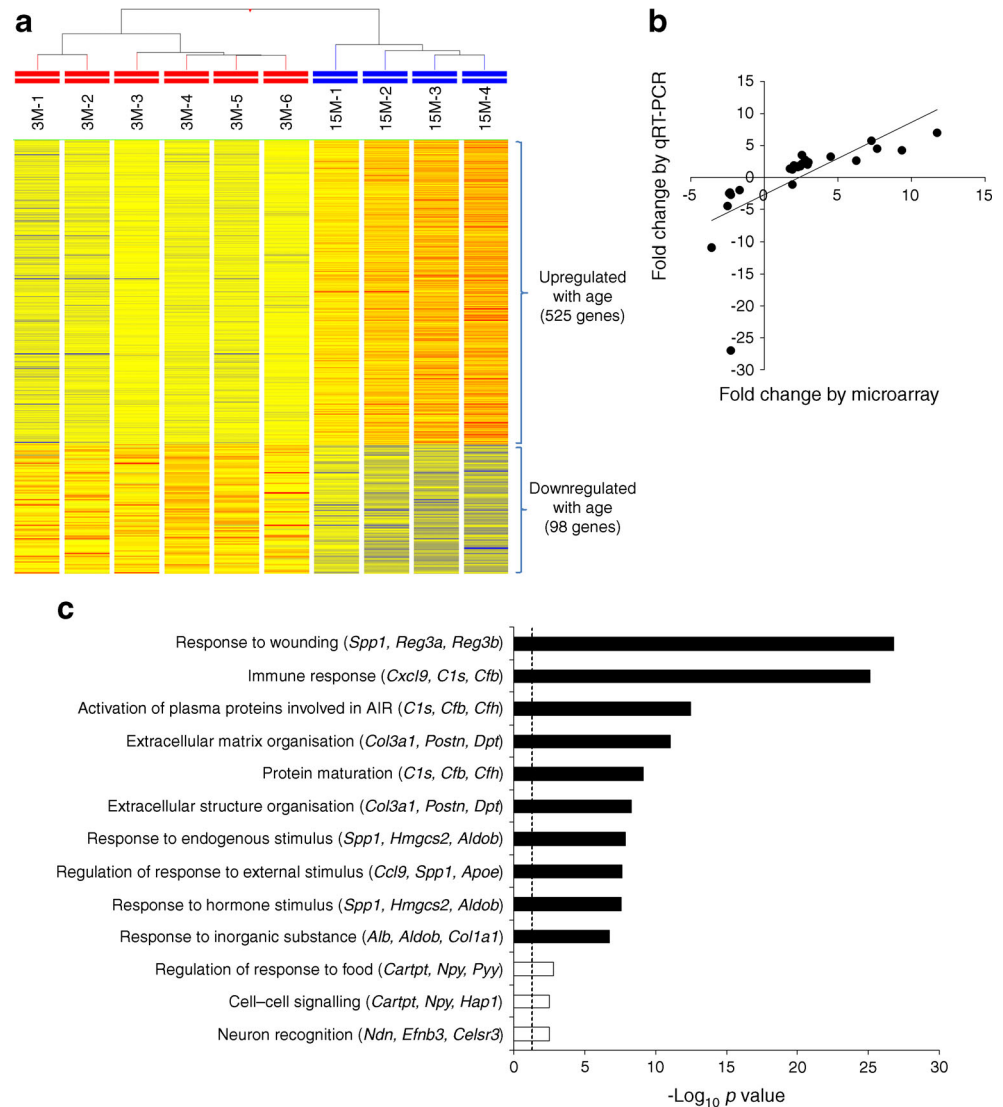 a
3M-1
3M-2
3M-3
3M-4
3M-5
3M-6
15M-1
15M-2
15M-3
15M-4
Upregulated
with age
(525 genes)
Downregulated
with age
(98 genes)
b
Fold change by qRT-PCR
15
10
5
0
-5
-10
-15
-20
-25
-30
-5
0
5
10
15
Fold change by microarray
c
Response to wounding (Spp1, Reg3a, Reg3b)
Immune response (Cxcl9, C1s, Cfb)
Activation of plasma proteins involved in AIR (C1s, Cfb, Cfh)
Extracellular matrix organisation (Col3a1, Postn, Dpt)
Protein maturation (C1s, Cfb, Cfh)
Extracellular structure organisation (Col3a1, Postn, Dpt)
Response to endogenous stimulus (Spp1, Hmgcs2, Aldob)
Regulation of response to external stimulus (Ccl9, Spp1, Apoe)
Response to hormone stimulus (Spp1, Hmgcs2, Aldob)
Response to inorganic substance (Alb, Aldob, Col1a1)
Regulation of response to food (Cartpt, Npy, Pyy)
Cell–cell signalling (Cartpt, Npy, Hap1)
Neuron recognition (Ndn, Efnb3, Celsr3)
0 5 10 15 20 25 30
-Log10 p value